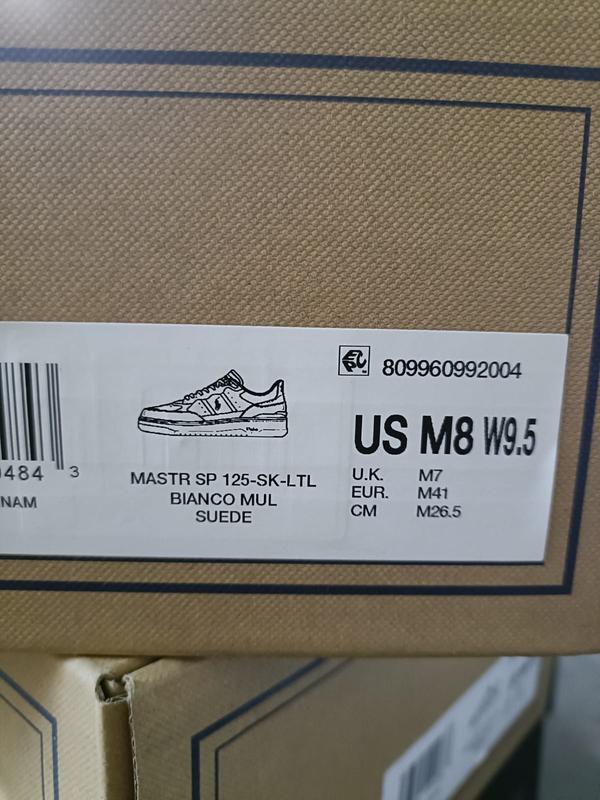 809960992004
US M8 W9.5
U.K. M7
EUR. M41
CM M26.5
MASTR SP 125-SK-LTL
BIANCO MUL
SUEDE
484 3
NAM